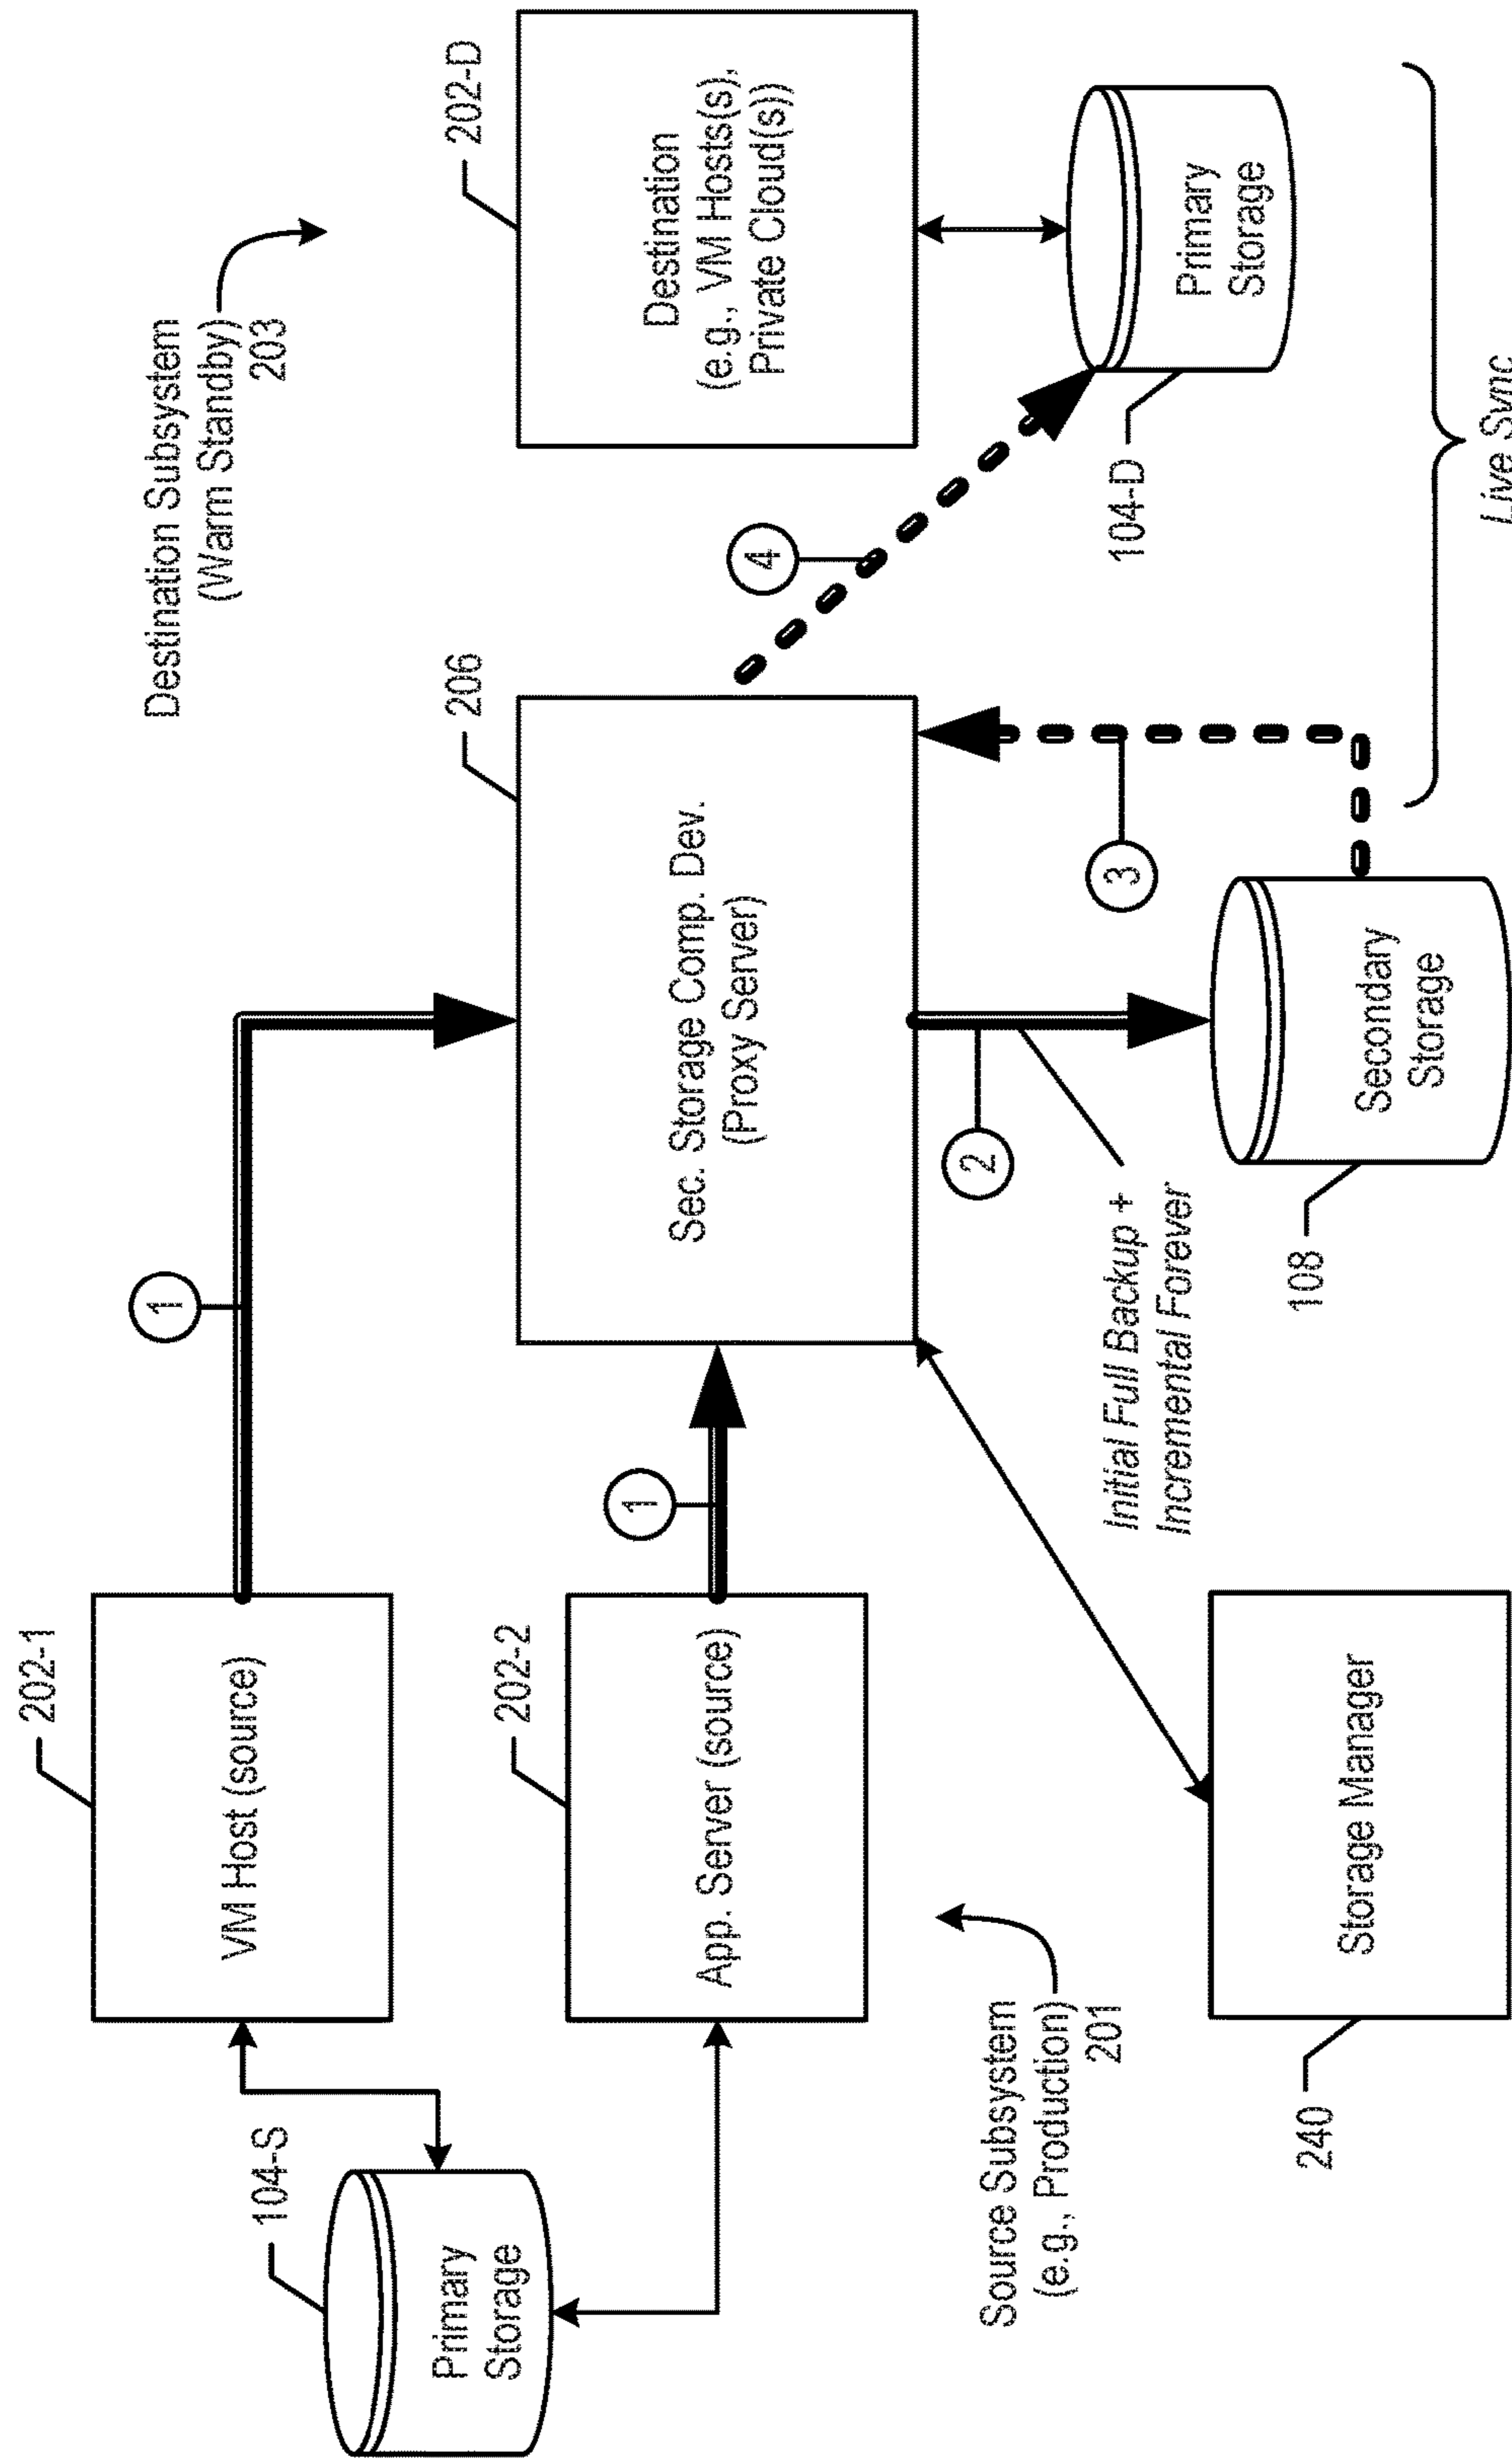 202-1
VM Host (source)
1
104-S
Primary
Storage
202-2
App. Server (source)
1
Source Subsystem
(e.g., Production)
201
240
Storage Manager
206
Sec. Storage Comp. Dev.
(Proxy Server)
2
Initial Full Backup +
Incremental Forever
108
Secondary
Storage
3
4
Destination Subsystem
(Warm Standby)
203
202-D
Destination
(e.g., VM Hosts(s),
Private Cloud(s))
104-D
Primary
Storage
Live Sync